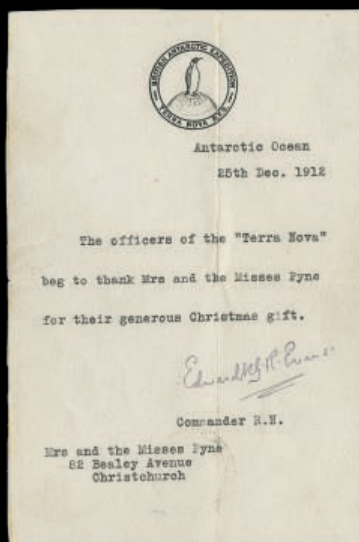 BRITISH ANTARCTIC EXPEDITION
TERRA NOVA R.Y.S.
Antarctic Ocean
25th Dec. 1912
The officers of the "Terra Nova"
beg to thank Mrs and the Misses Pyne
for their generous Christmas gift.
Edward R G R Evans
Commander R.N.
Mrs and the Misses Pyne
82 Bealey Avenue
Christchurch